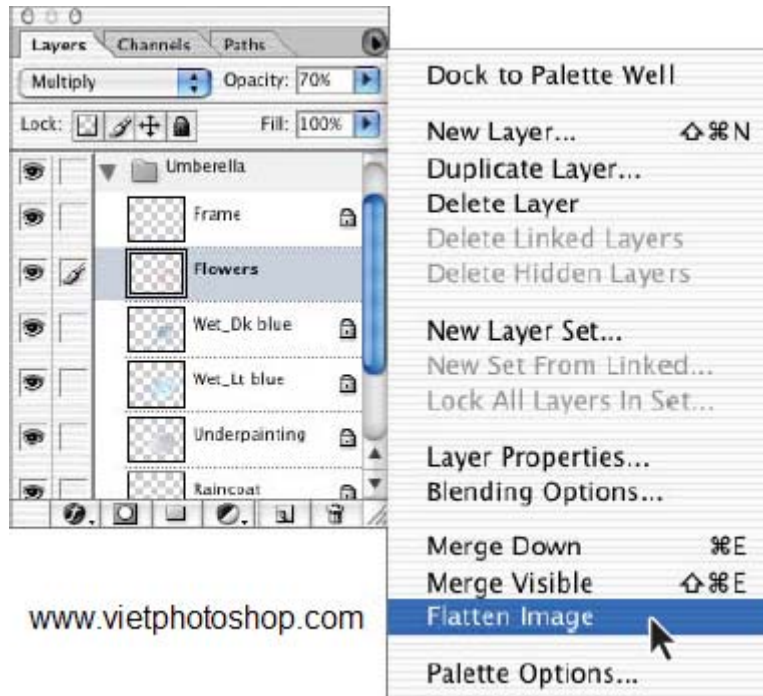 Layers Channels Paths
Multiply Opacity: 70%
Lock: Fill: 100%
Umberella
Frame
Flowers
Wet_Dk blue
Wet_Lt blue
Underpainting
Raincoat
Dock to Palette Well
New Layer... ⇧⌘N
Duplicate Layer...
Delete Layer
Delete Linked Layers
Delete Hidden Layers
New Layer Set...
New Set From Linked...
Lock All Layers In Set...
Layer Properties...
Blending Options...
Merge Down ⌘E
Merge Visible ⇧⌘E
Flatten Image
Palette Options...
www.vietphotoshop.com